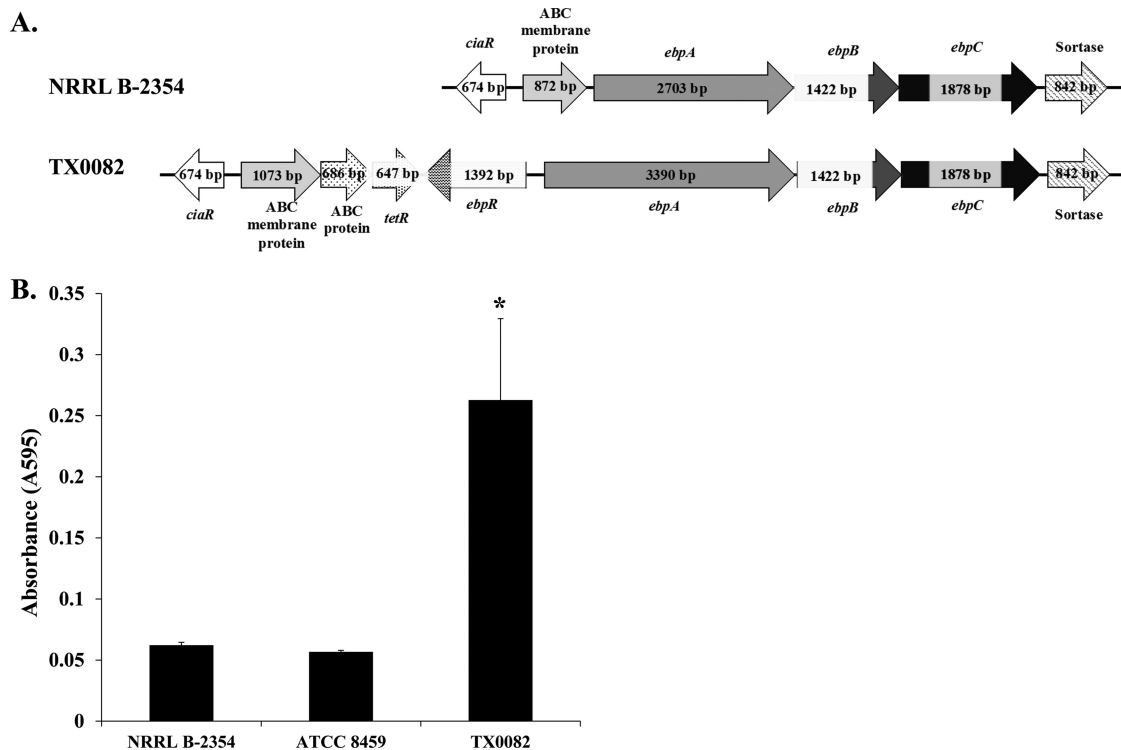 A.
ciaR
ABC
membrane
protein
ebpA
ebpB
ebpC
Sortase
NRRL B-2354
674 bp
872 bp
2703 bp
1422 bp
1878 bp
842 bp
TX0082
674 bp
1073 bp
686 bp
647 bp
1392 bp
3390 bp
1422 bp
1878 bp
842 bp
ciaR
ABC
membrane
protein
ABC
protein
tetR
ebpR
ebpA
ebpB
ebpC
Sortase
B.
Absorbance (A595)
0.35
0.3
0.25
0.2
0.15
0.1
0.05
0
*
NRRL B-2354
ATCC 8459
TX0082